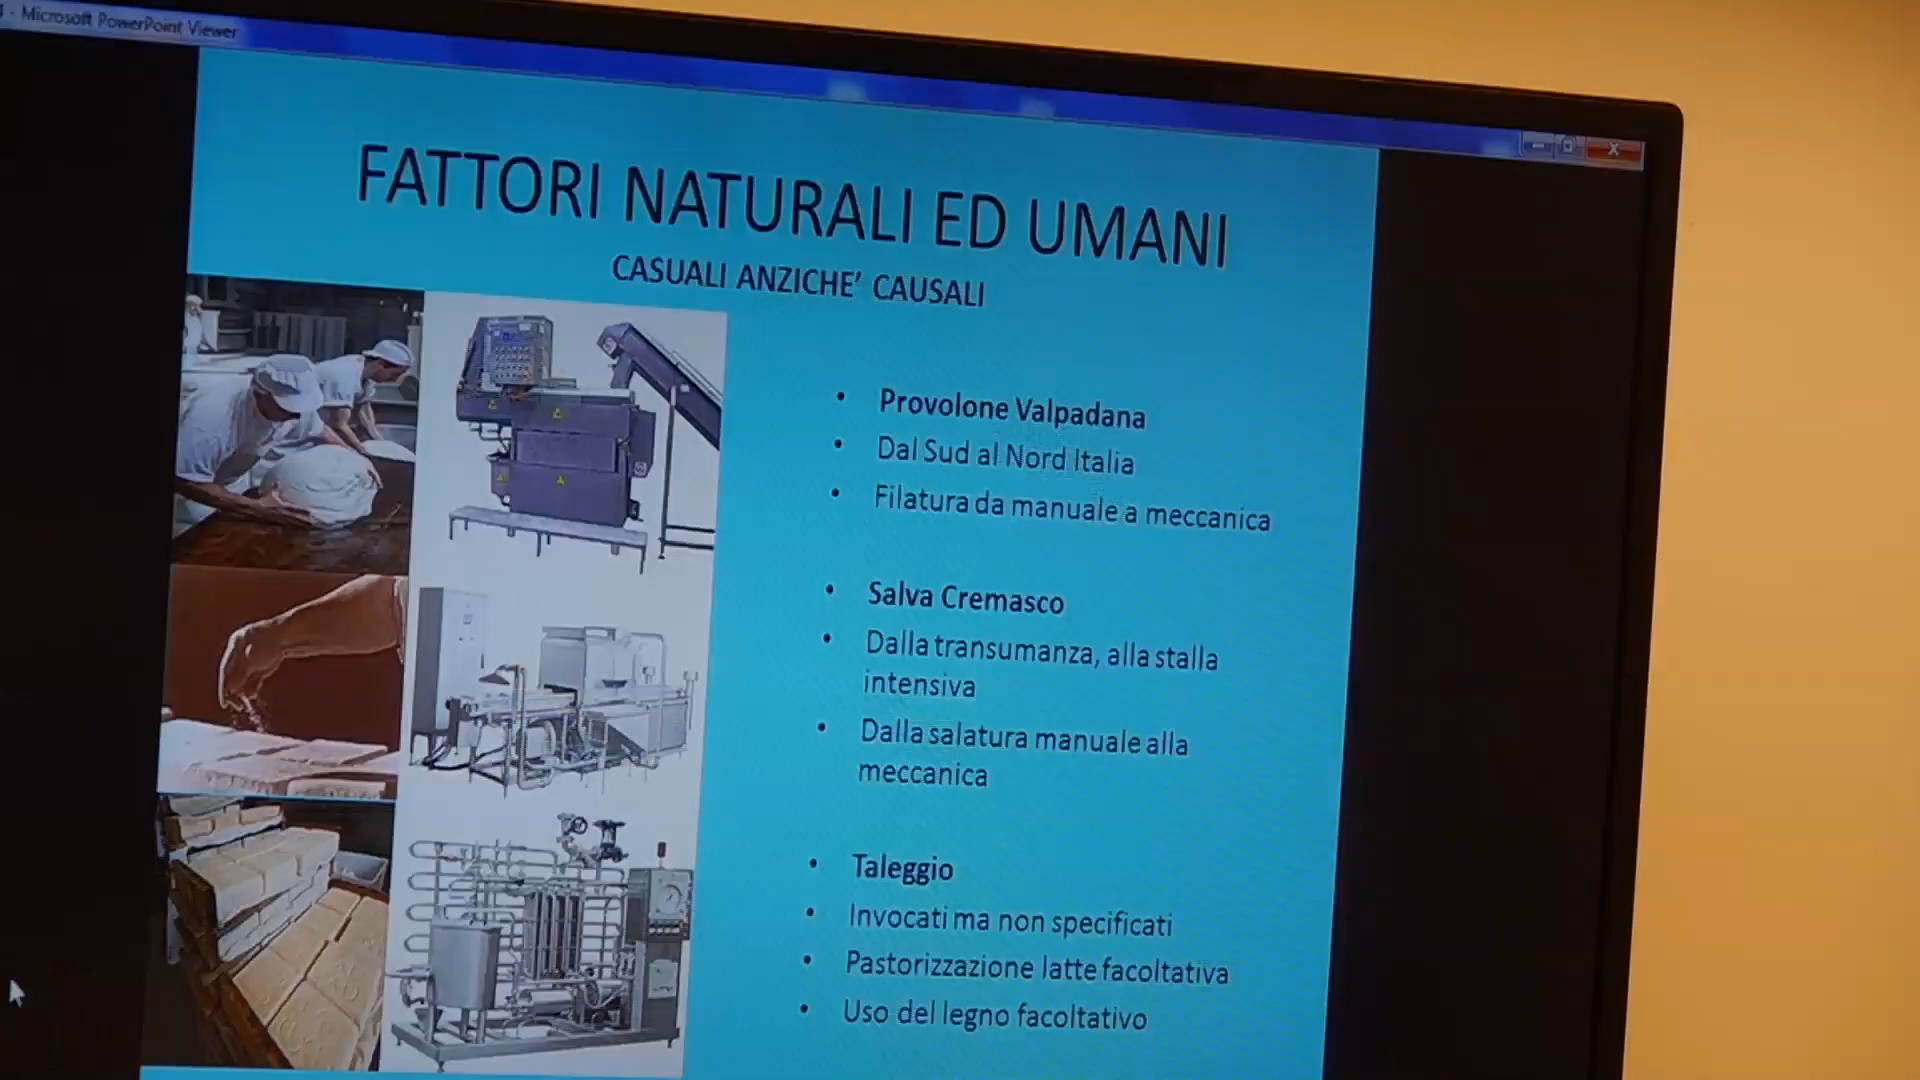 - Microsoft PowerPoint Viewer
FATTORI NATURALI ED UMANI
CASUALI ANZICHE' CAUSALI
• Provolone Valpadana
• Dal Sud al Nord Italia
• Filatura da manuale a meccanica
• Salva Cremasco
• Dalla transumanza, alla stalla
intensiva
• Dalla salatura manuale alla
meccanica
• Taleggio
• Invocati ma non specificati
• Pastorizzazione latte facoltativa
• Uso del legno facoltativo